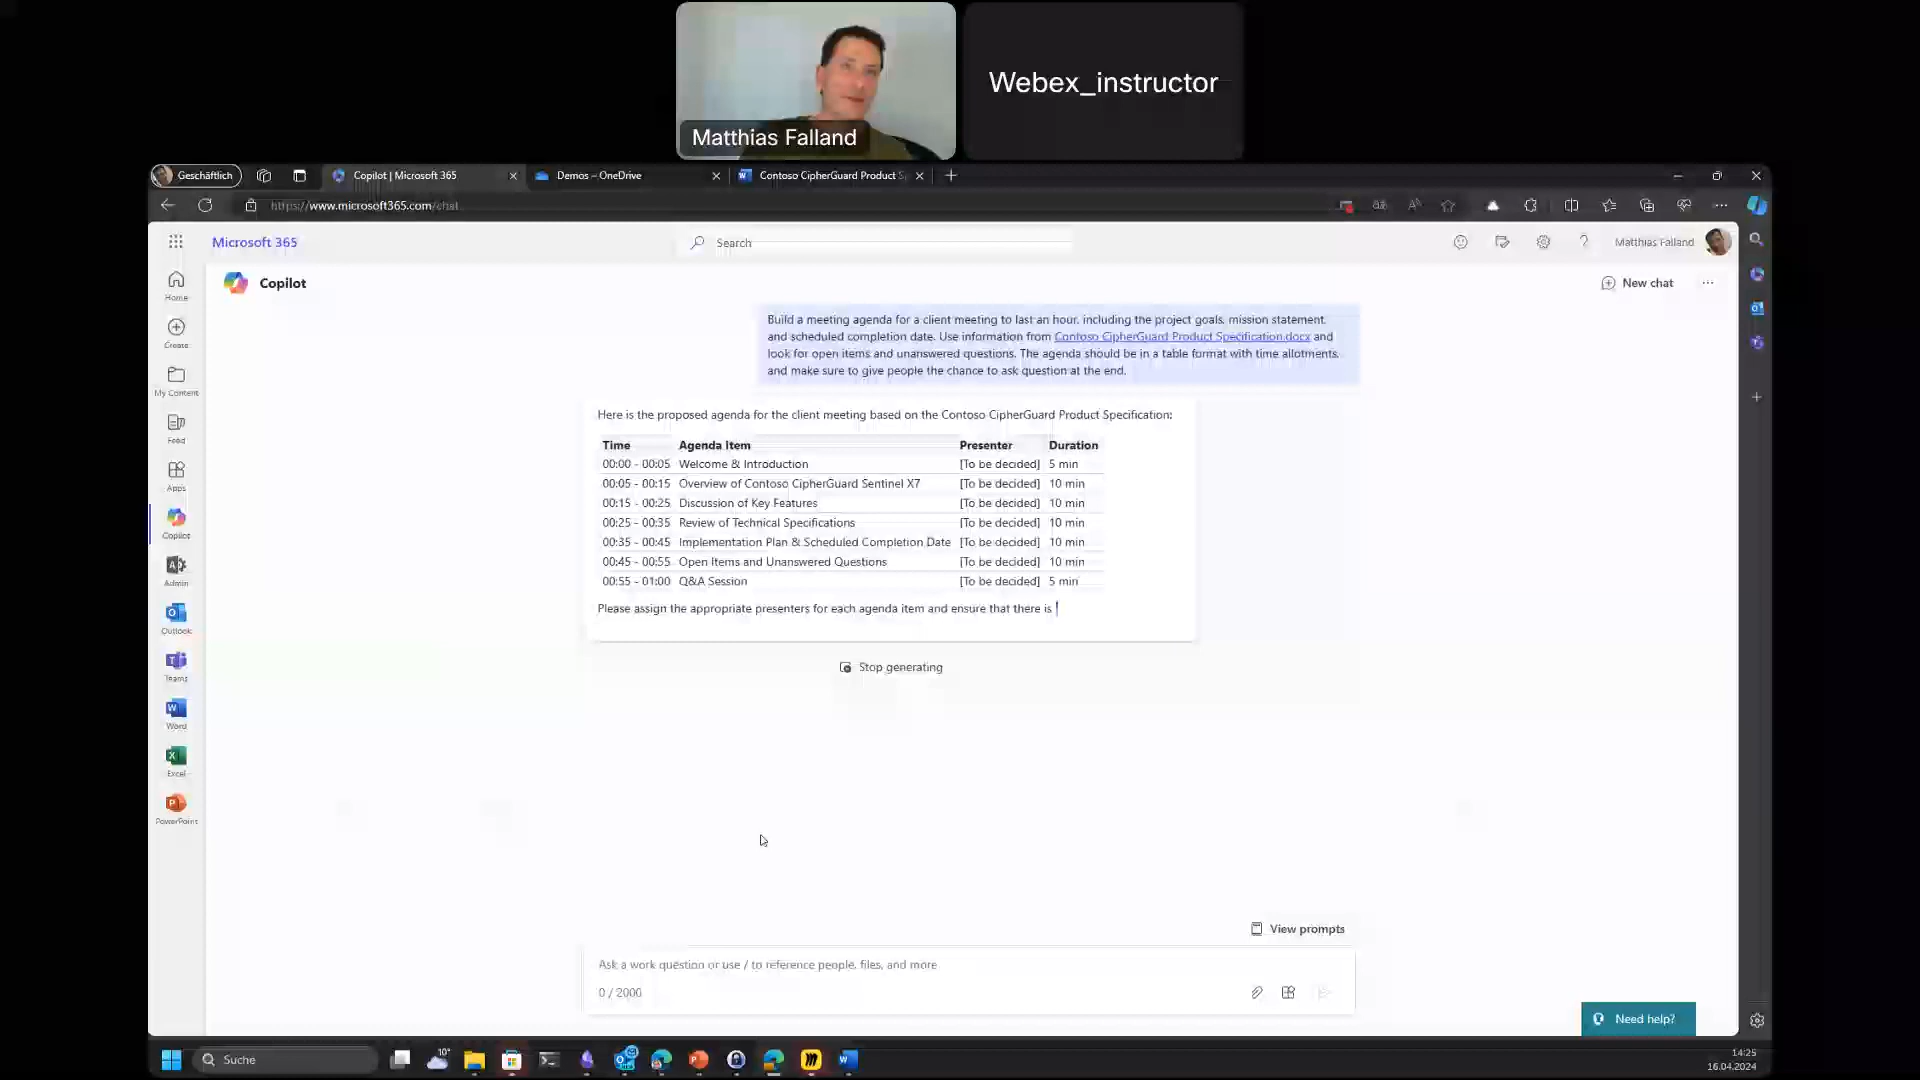 Webex_instructor
Matthias Falland
Geschäftlich
Copilot | Microsoft 365
Demos – OneDrive
Contoso CipherGuard Product S
https://www.microsoft365.com/chat
Microsoft 365
Search
Matthias Falland
Copilot
New chat
Home
Create
My Content
Feed
Apps
Copilot
Admin
Outlook
Teams
Word
Excel
PowerPoint
Build a meeting agenda for a client meeting to last an hour, including the project goals, mission statement,
and scheduled completion date. Use information from Contoso CipherGuard Product Specification.docx and
look for open items and unanswered questions. The agenda should be in a table format with time allotments,
and make sure to give people the chance to ask question at the end.
Here is the proposed agenda for the client meeting based on the Contoso CipherGuard Product Specification:
Time Agenda Item Presenter Duration
00:00 - 00:05 Welcome & Introduction [To be decided] 5 min
00:05 - 00:15 Overview of Contoso CipherGuard Sentinel X7 [To be decided] 10 min
00:15 - 00:25 Discussion of Key Features [To be decided] 10 min
00:25 - 00:35 Review of Technical Specifications [To be decided] 10 min
00:35 - 00:45 Implementation Plan & Scheduled Completion Date [To be decided] 10 min
00:45 - 00:55 Open Items and Unanswered Questions [To be decided] 10 min
00:55 - 01:00 Q&A Session [To be decided] 5 min
Please assign the appropriate presenters for each agenda item and ensure that there is
Stop generating
View prompts
Ask a work question or use / to reference people, files, and more
0 / 2000
Need help?
Suche
10°
14:25
16.04.2024